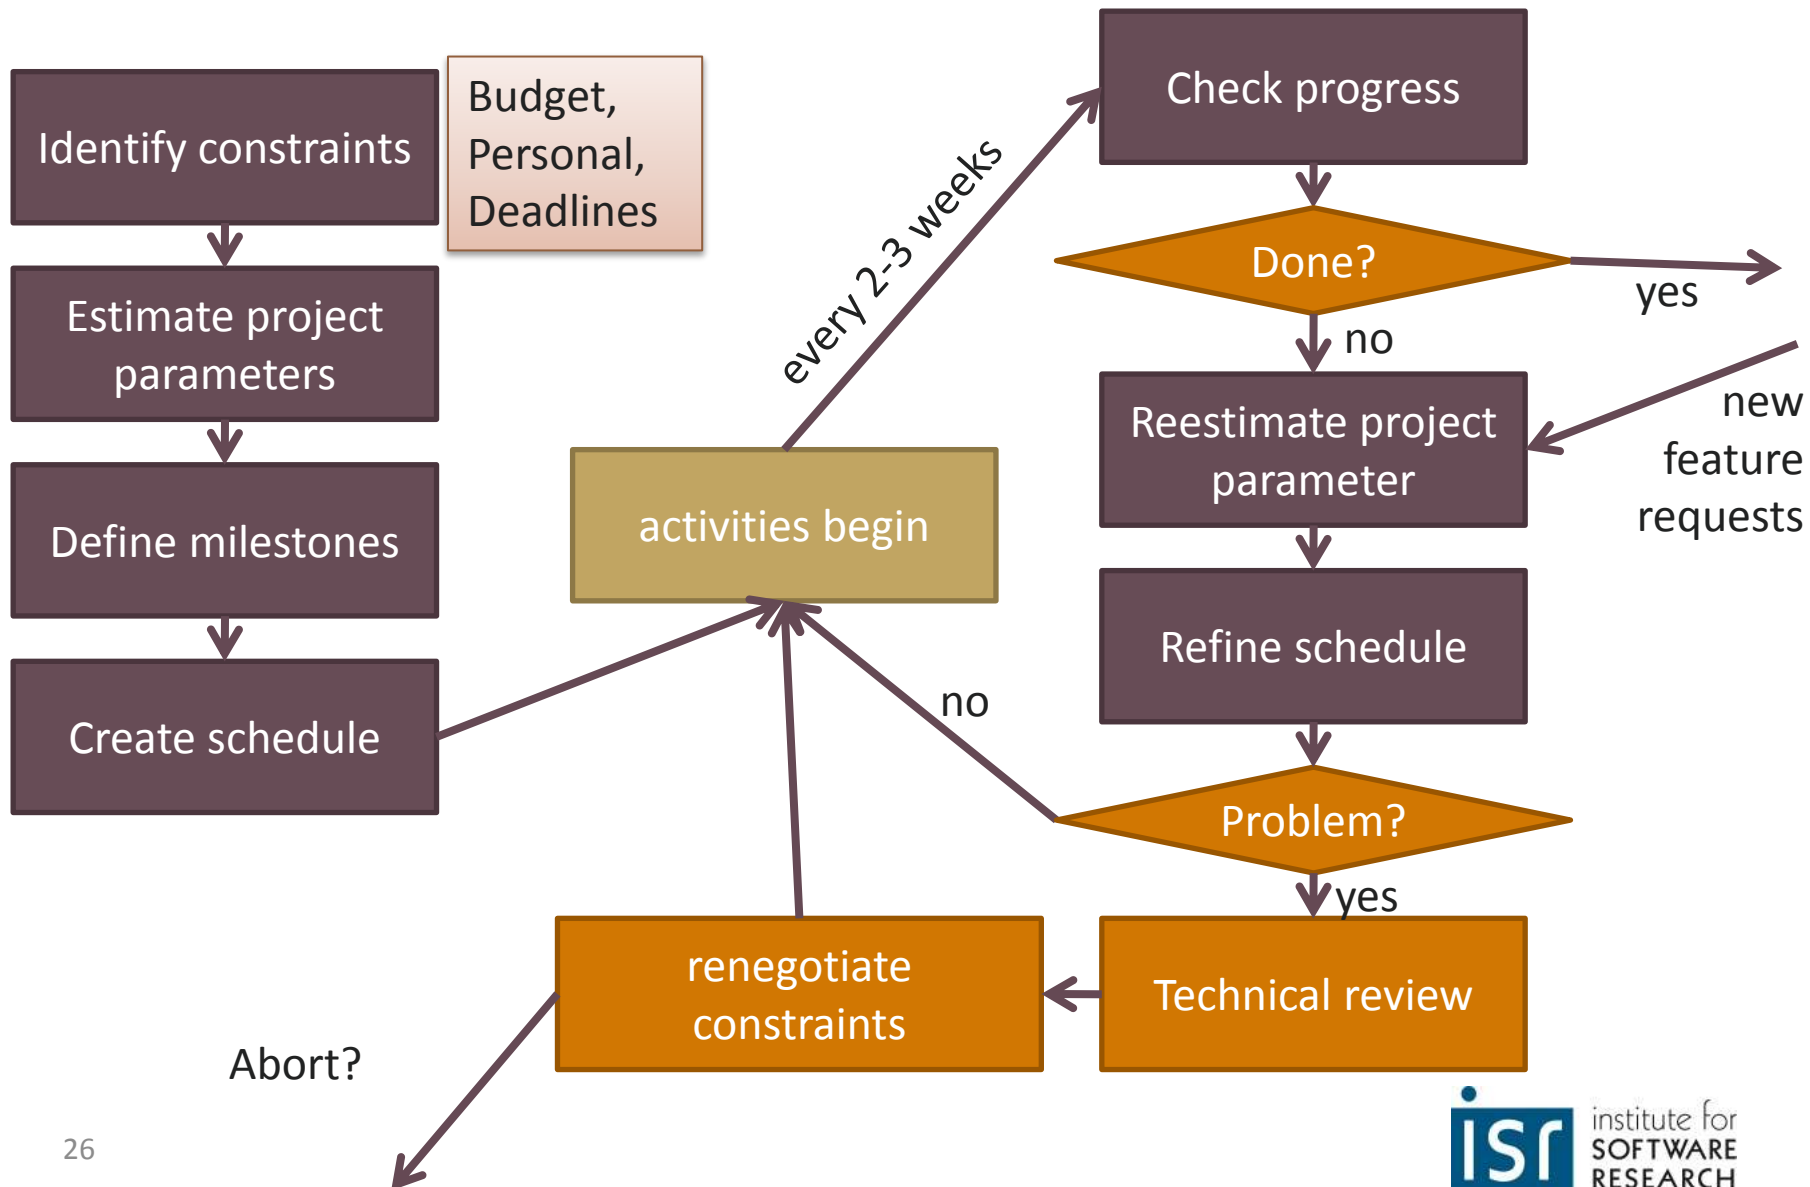 Identify constraints
Budget,
Personal,
Deadlines
Estimate project
parameters
Define milestones
Create schedule
activities begin
every 2-3 weeks
Check progress
Done?
yes
no
new
feature
requests
Reestimate project
parameter
Refine schedule
Problem?
no
yes
Technical review
renegotiate
constraints
Abort?
26
isr
institute for
SOFTWARE
RESEARCH